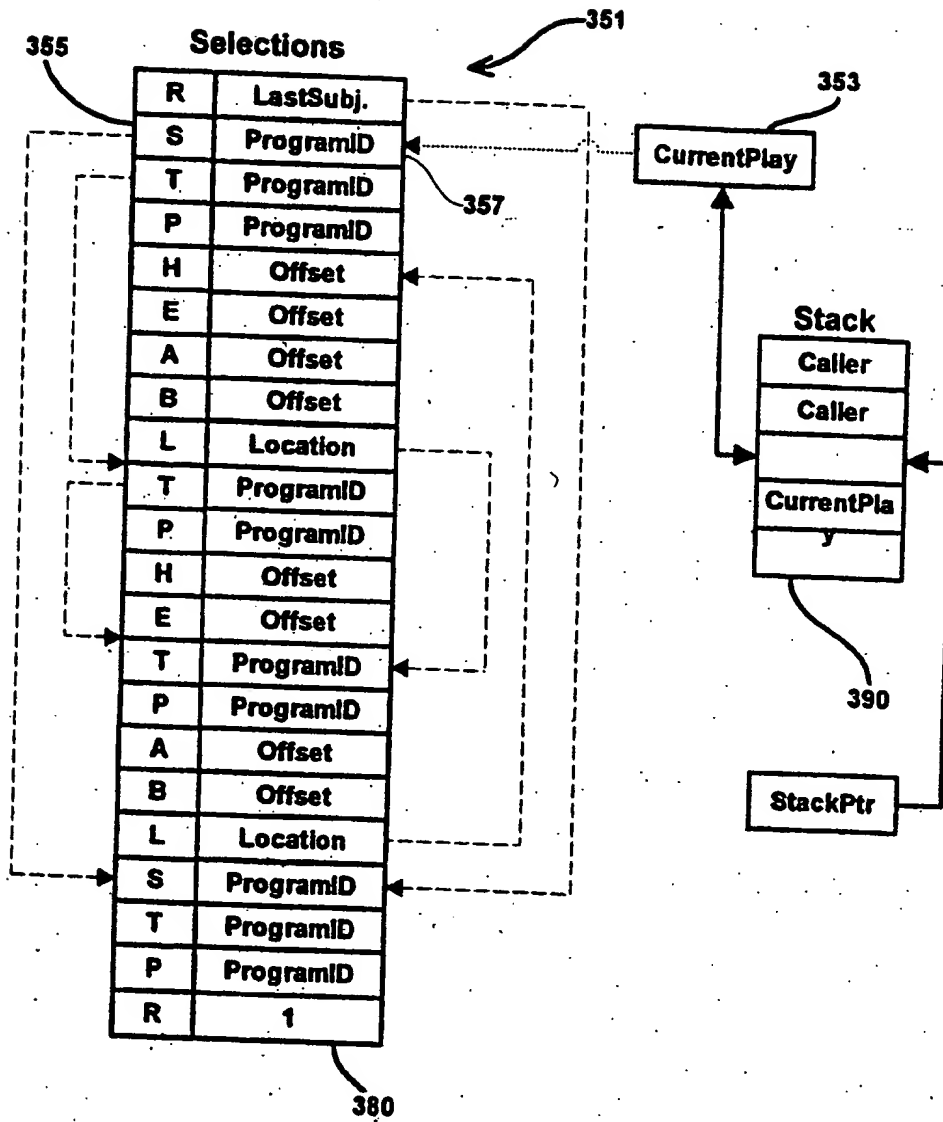 351
Selections
355
353
R LastSubj.
S ProgramID
CurrentPlay
T ProgramID
357
P ProgramID
H Offset
E Offset
Stack
A Offset
Caller
B Offset
Caller
L Location
T ProgramID
CurrentPla
y
P ProgramID
H Offset
E Offset
T ProgramID
390
P ProgramID
A Offset
B Offset
StackPtr
L Location
S ProgramID
T ProgramID
P ProgramID
R 1
380